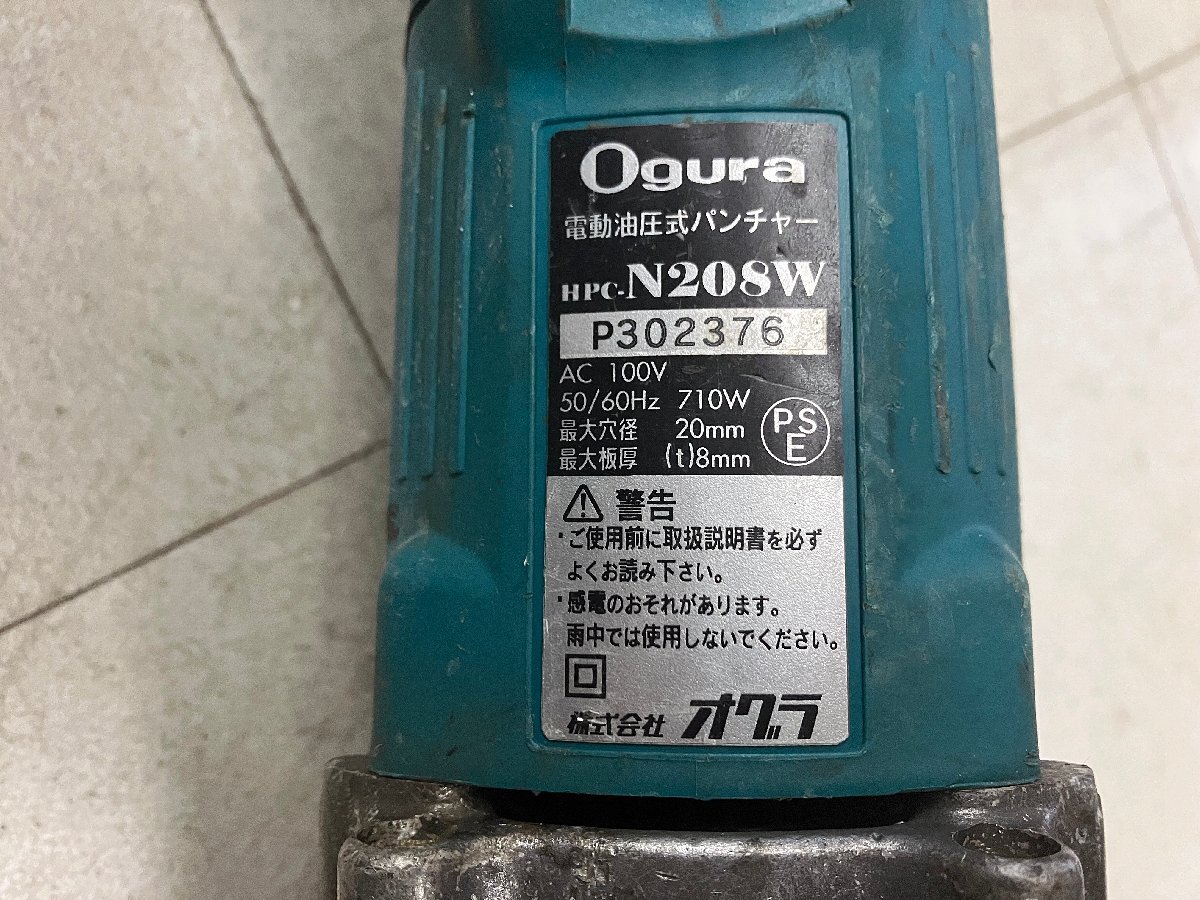 Ogura
電動油圧式パンチャー
HPC-N208W
P302376
AC 100V
50/60Hz 710W
最大穴径 20mm
最大板厚 (t)8mm
PS
E
警告
・ご使用前に取扱説明書を必ず
よくお読み下さい。
・感電のおそれがあります。
雨中では使用しないでください。
株式会社 オグラ